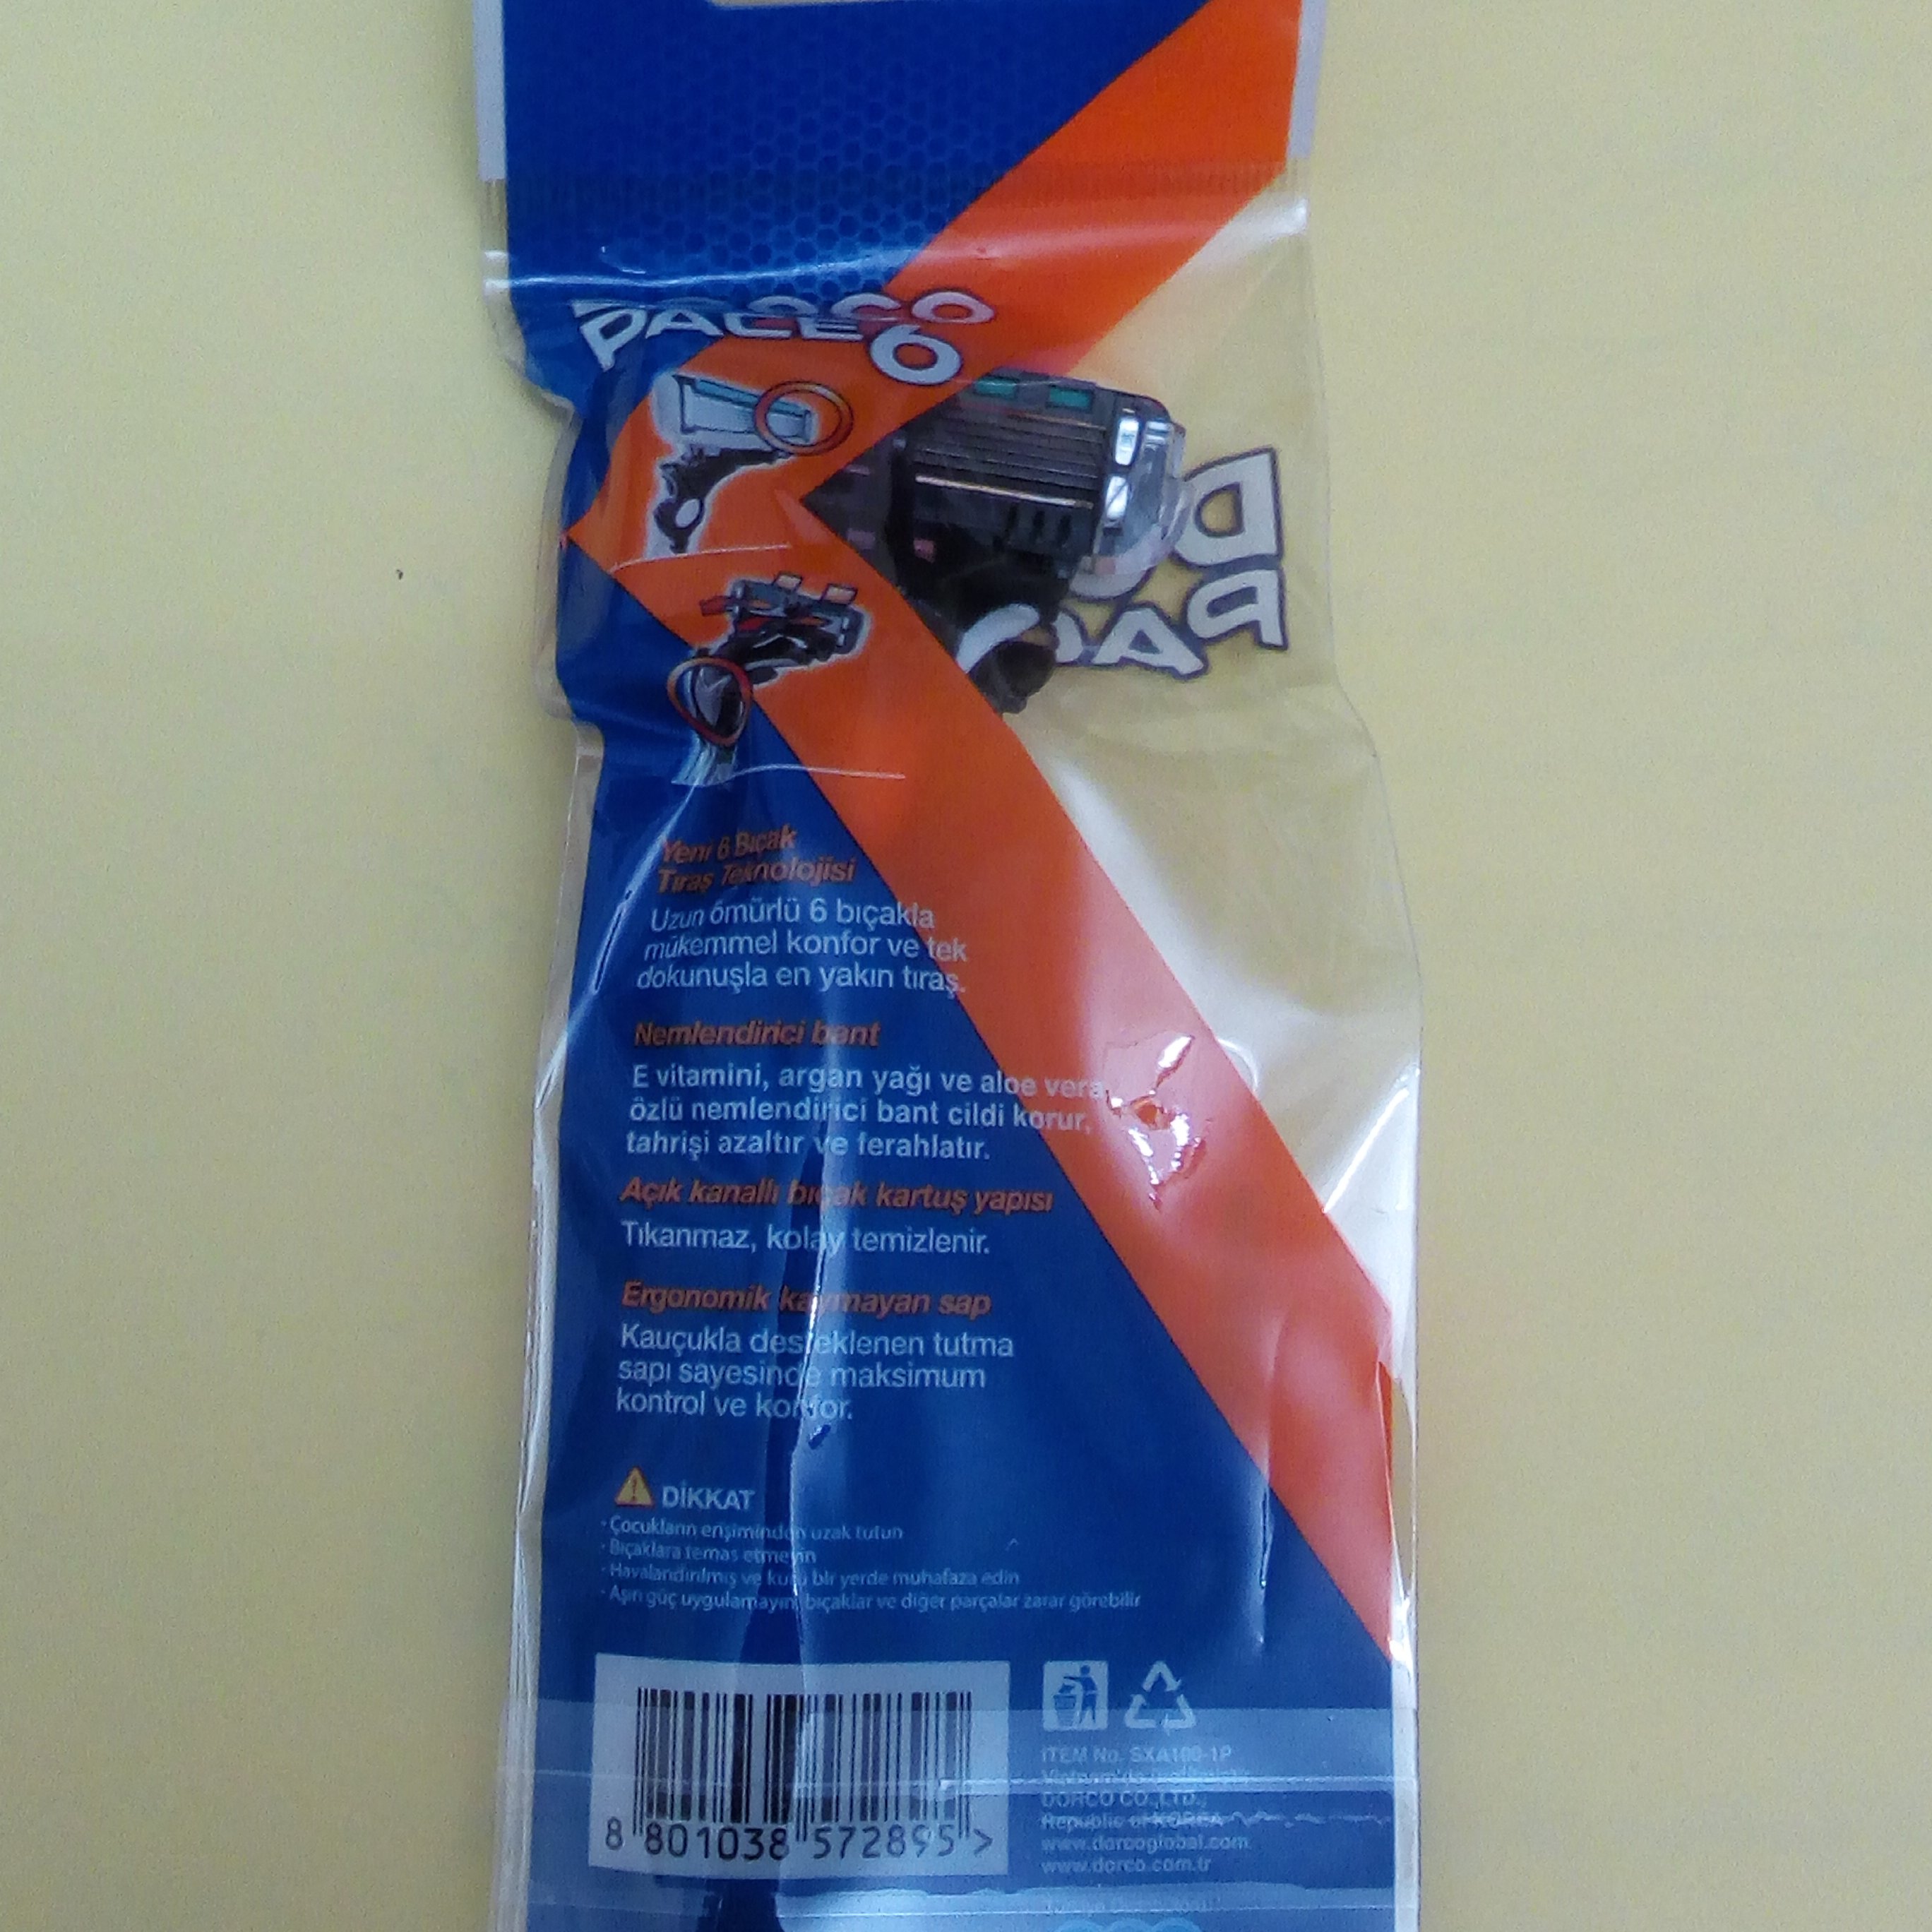 PACE 6
Yeni 6 Bıçak
Tıraş Teknolojisi
Uzun ömürlü 6 bıçakla
mükemmel konfor ve tek
dokunuşla en yakın tıraş.
Nemlendirici bant
E vitamini, argan yağı ve aloe vera
özlü nemlendirici bant cildi korur,
tahrişi azaltır ve ferahlatır.
Açık kanallı bıçak kartuş yapısı
Tıkanmaz, kolay temizlenir.
Ergonomik kaymayan sap
Kauçukla desteklenen tutma
sapı sayesinde maksimum
kontrol ve konfor.
DİKKAT
• Çocukların erişiminden uzak tutun
• Bıçaklara temas etmeyin
• Havalandırılmış ve kuru bir yerde muhafaza edin
• Aşırı güç uygulamayın, bıçaklar ve diğer parçalar zarar görebilir
8 801038 572895 >
ITEM No. SXA100-1P
DORCO CO.,LTD.,
Republic of KOREA
www.dorcoglobal.com
www.dorco.com.tr